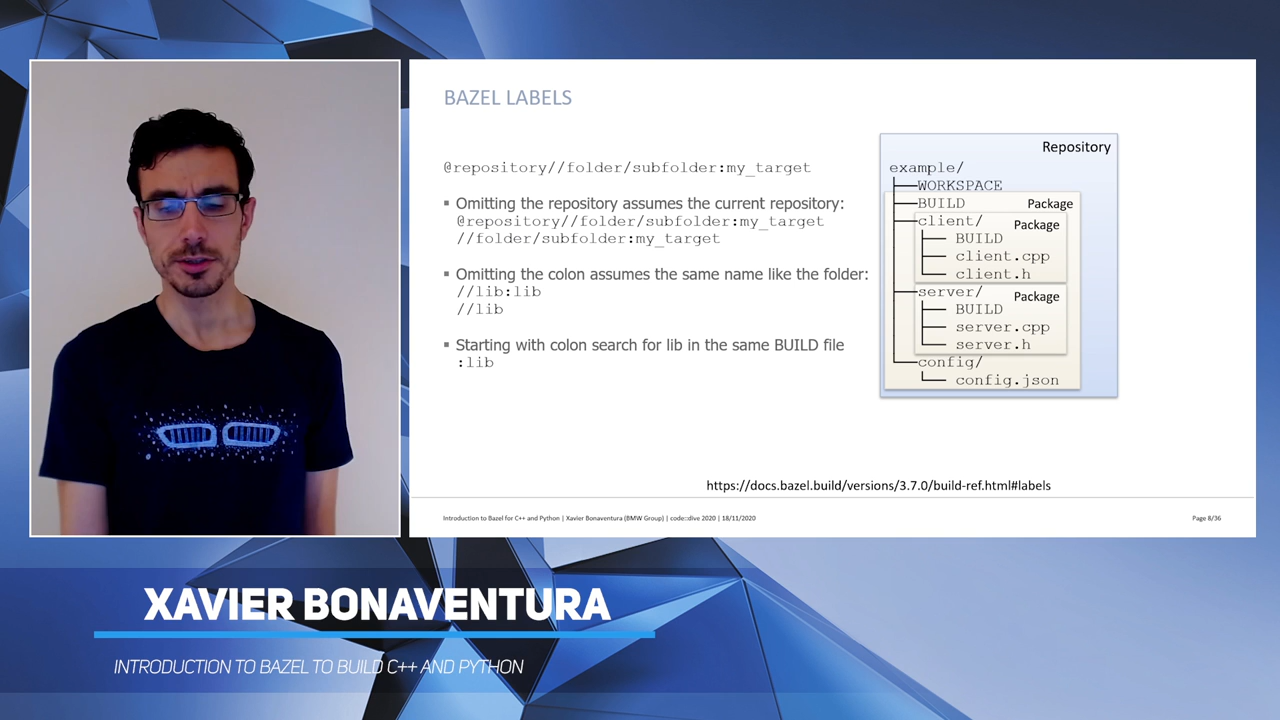 BAZEL LABELS
@repository//folder/subfolder:my_target
▪ Omitting the repository assumes the current repository:
@repository//folder/subfolder:my_target
//folder/subfolder:my_target
▪ Omitting the colon assumes the same name like the folder:
//lib:lib
//lib
▪ Starting with colon search for lib in the same BUILD file
:lib
Repository
example/
WORKSPACE
BUILD Package
client/ Package
BUILD
client.cpp
client.h
server/ Package
BUILD
server.cpp
server.h
config/
config.json
https://docs.bazel.build/versions/3.7.0/build-ref.html#labels
Introduction to Bazel for C++ and Python | Xavier Bonaventura (BMW Group) | code::dive 2020 | 18/11/2020
Page 8/36
XAVIER BONAVENTURA
INTRODUCTION TO BAZEL TO BUILD C++ AND PYTHON